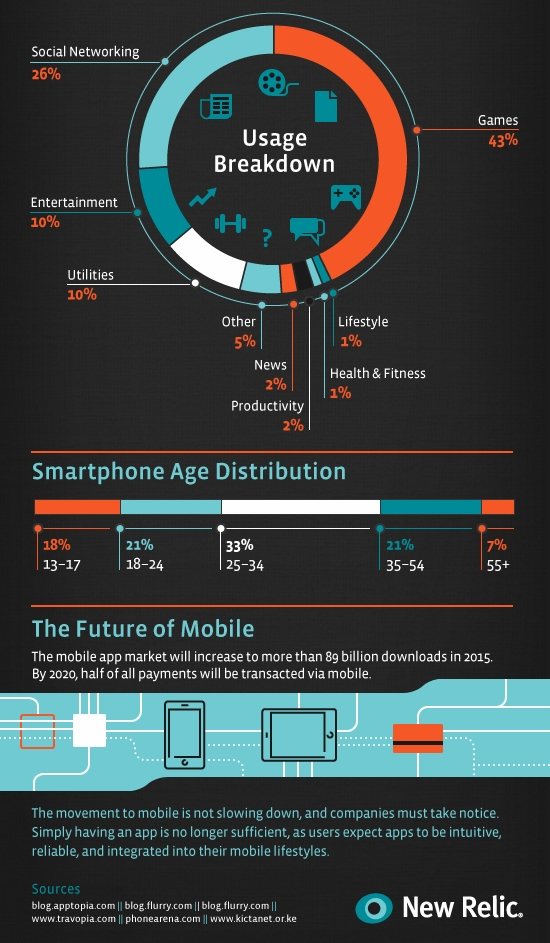 Social Networking
26%
Usage
Breakdown
Games
43%
Entertainment
10%
?
Utilities
10%
Other
5%
Lifestyle
1%
News
2%
Health & Fitness
1%
Productivity
2%
Smartphone Age Distribution
18% 21% 33% 21% 7%
13–17 18–24 25–34 35–54 55+
The Future of Mobile
The mobile app market will increase to more than 89 billion downloads in 2015.
By 2020, half of all payments will be transacted via mobile.
The movement to mobile is not slowing down, and companies must take notice.
Simply having an app is no longer sufficient, as users expect apps to be intuitive,
reliable, and integrated into their mobile lifestyles.
Sources
blog.apptopia.com || blog.flurry.com || blog.flurry.com ||
www.travopia.com || phonearena.com || www.kictanet.or.ke
New Relic®